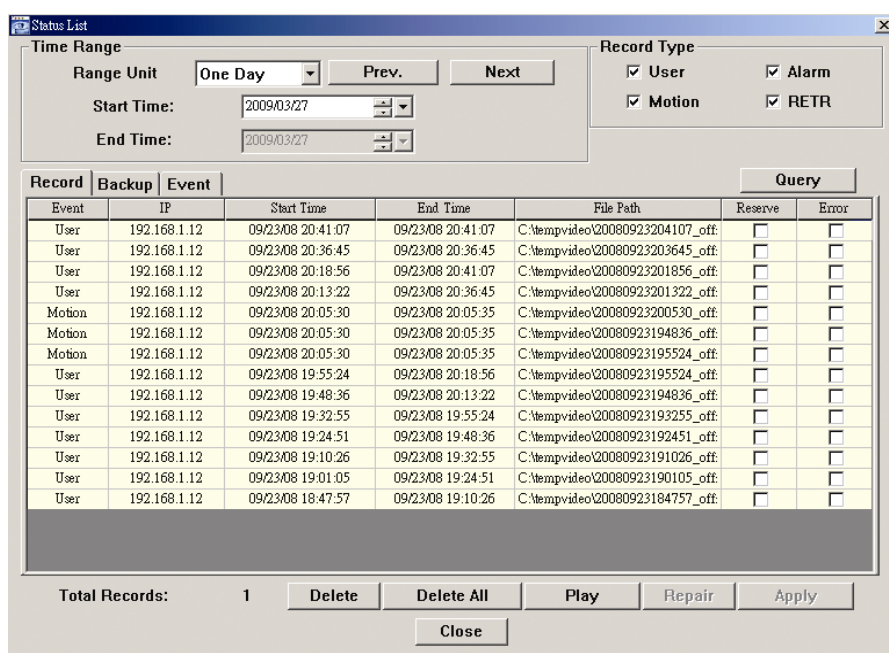 Status List
Time Range
Record Type
Range Unit One Day Prev. Next
User Alarm
Start Time: 2009/03/27
Motion RETR
End Time: 2009/03/27
Record Backup Event Query
Event IP Start Time End Time File Path Reserve Error
User 192.168.1.12 09/23/08 20:41:07 09/23/08 20:41:07 C:\tempvideo\20080923204107_off:
User 192.168.1.12 09/23/08 20:36:45 09/23/08 20:36:45 C:\tempvideo\20080923203645_off:
User 192.168.1.12 09/23/08 20:18:56 09/23/08 20:41:07 C:\tempvideo\20080923201856_off:
User 192.168.1.12 09/23/08 20:13:22 09/23/08 20:36:45 C:\tempvideo\20080923201322_off:
Motion 192.168.1.12 09/23/08 20:05:30 09/23/08 20:05:35 C:\tempvideo\20080923200530_off:
Motion 192.168.1.12 09/23/08 20:05:30 09/23/08 20:05:35 C:\tempvideo\20080923194836_off:
Motion 192.168.1.12 09/23/08 20:05:30 09/23/08 20:05:35 C:\tempvideo\20080923195524_off:
User 192.168.1.12 09/23/08 19:55:24 09/23/08 20:18:56 C:\tempvideo\20080923195524_off:
User 192.168.1.12 09/23/08 19:48:36 09/23/08 20:13:22 C:\tempvideo\20080923194836_off:
User 192.168.1.12 09/23/08 19:32:55 09/23/08 19:55:24 C:\tempvideo\20080923193255_off:
User 192.168.1.12 09/23/08 19:24:51 09/23/08 19:48:36 C:\tempvideo\20080923192451_off:
User 192.168.1.12 09/23/08 19:10:26 09/23/08 19:32:55 C:\tempvideo\20080923191026_off:
User 192.168.1.12 09/23/08 19:01:05 09/23/08 19:24:51 C:\tempvideo\20080923190105_off:
User 192.168.1.12 09/23/08 18:47:57 09/23/08 19:10:26 C:\tempvideo\20080923184757_off:
Total Records: 1 Delete Delete All Play Repair Apply
Close